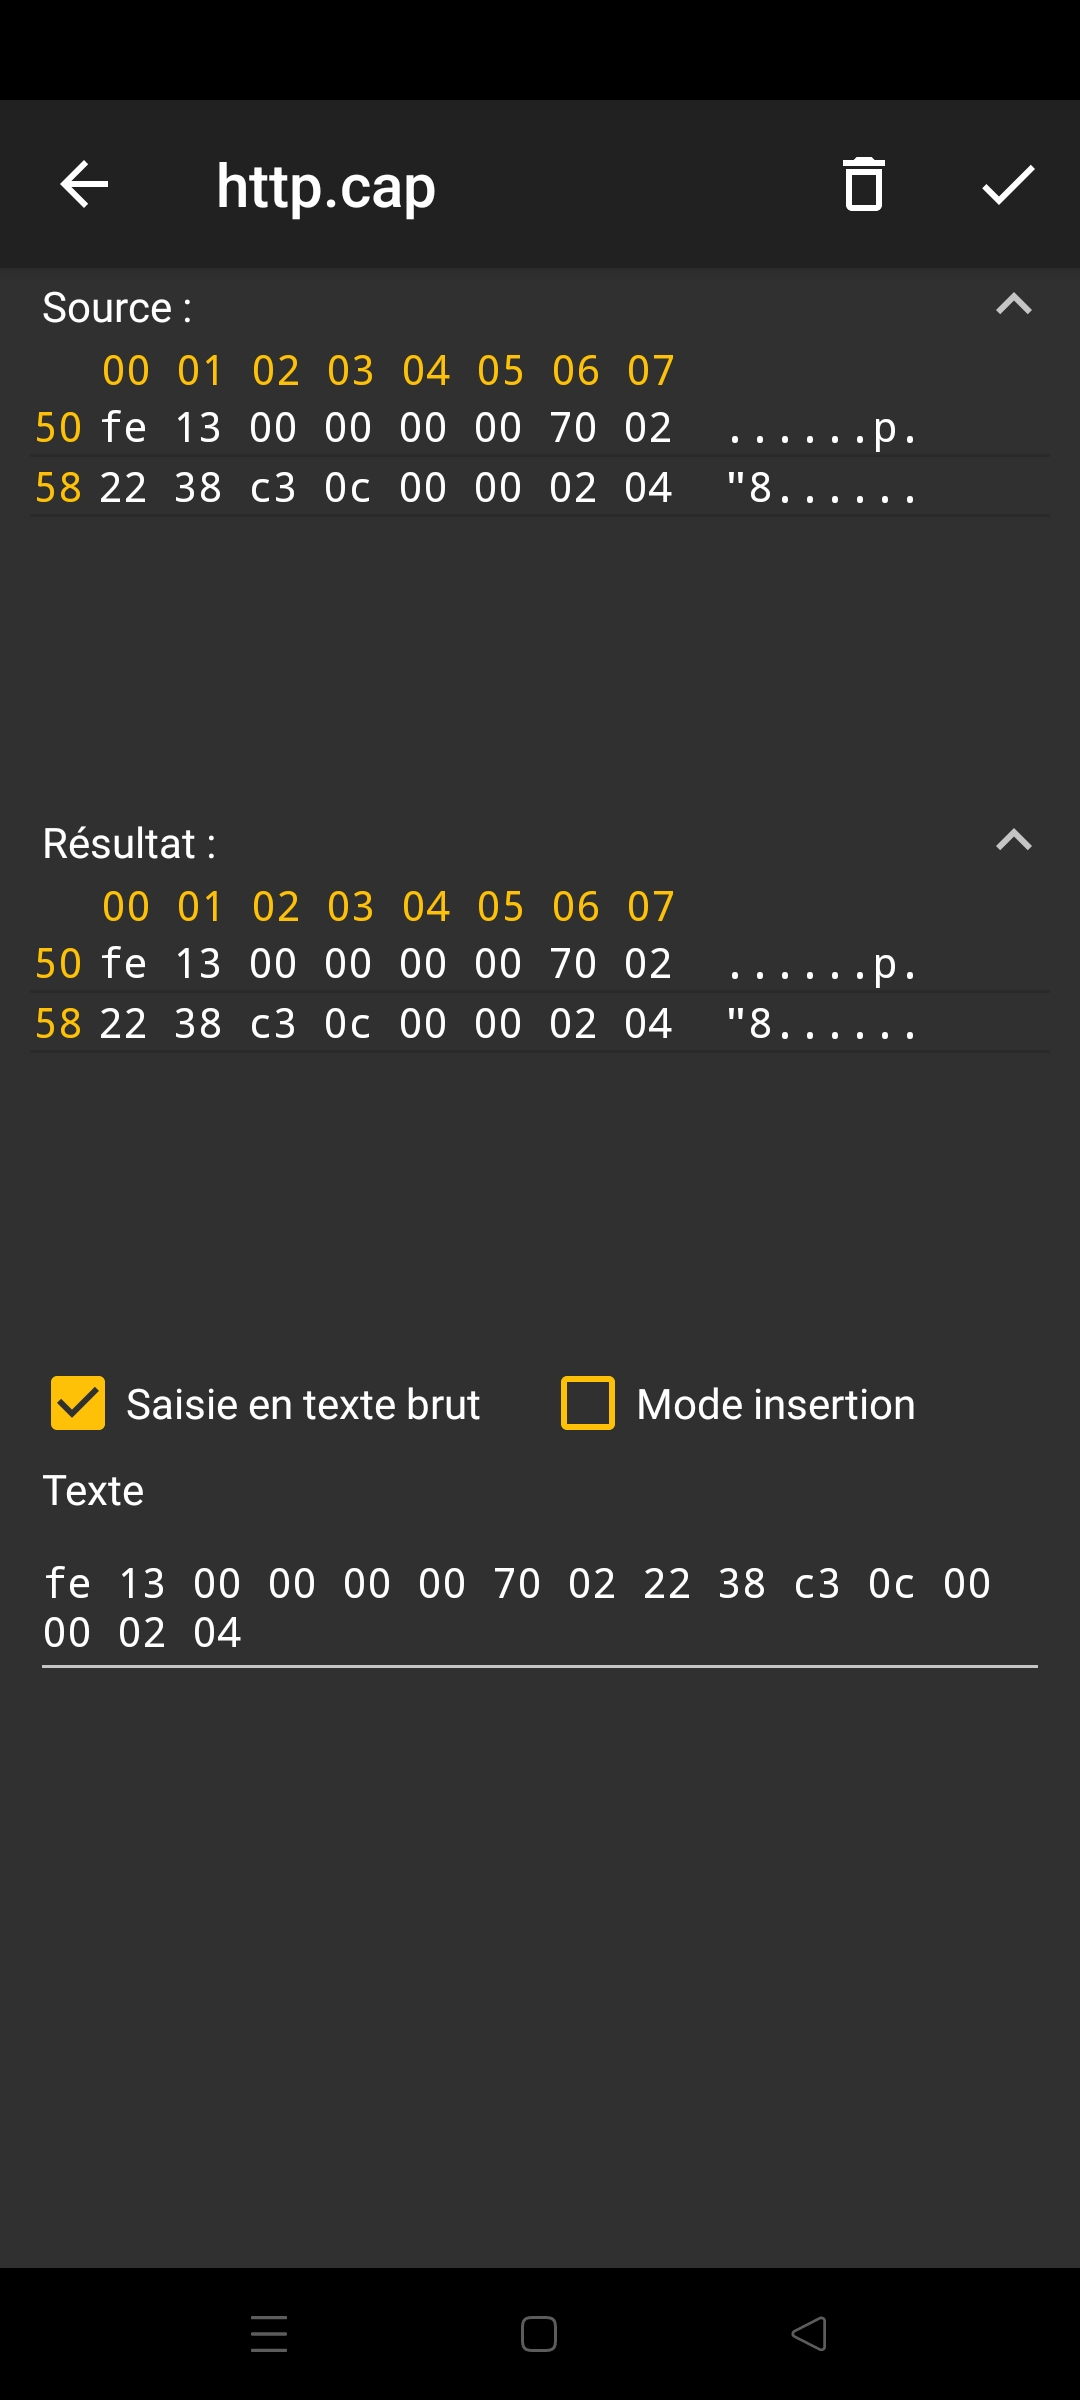 http.cap
Source :
00 01 02 03 04 05 06 07
50 fe 13 00 00 00 00 70 02 ......p.
58 22 38 c3 0c 00 00 02 04 "8......
Résultat :
00 01 02 03 04 05 06 07
50 fe 13 00 00 00 00 70 02 ......p.
58 22 38 c3 0c 00 00 02 04 "8......
Saisie en texte brut Mode insertion
Texte
fe 13 00 00 00 00 70 02 22 38 c3 0c 00
00 02 04